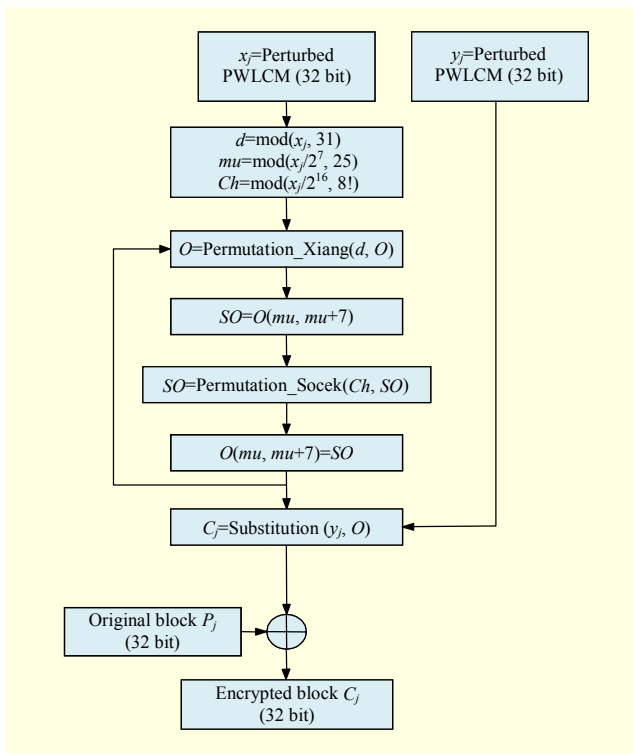 xj=Perturbed
PWLCM (32 bit)
yj=Perturbed
PWLCM (32 bit)
d=mod(xj, 31)
mu=mod(xj/2^7, 25)
Ch=mod(xj/2^16, 8!)
O=Permutation_Xiang(d, O)
SO=O(mu, mu+7)
SO=Permutation_Socek(Ch, SO)
O(mu, mu+7)=SO
Cj=Substitution (yj, O)
Original block Pj
(32 bit)
Encrypted block Cj
(32 bit)